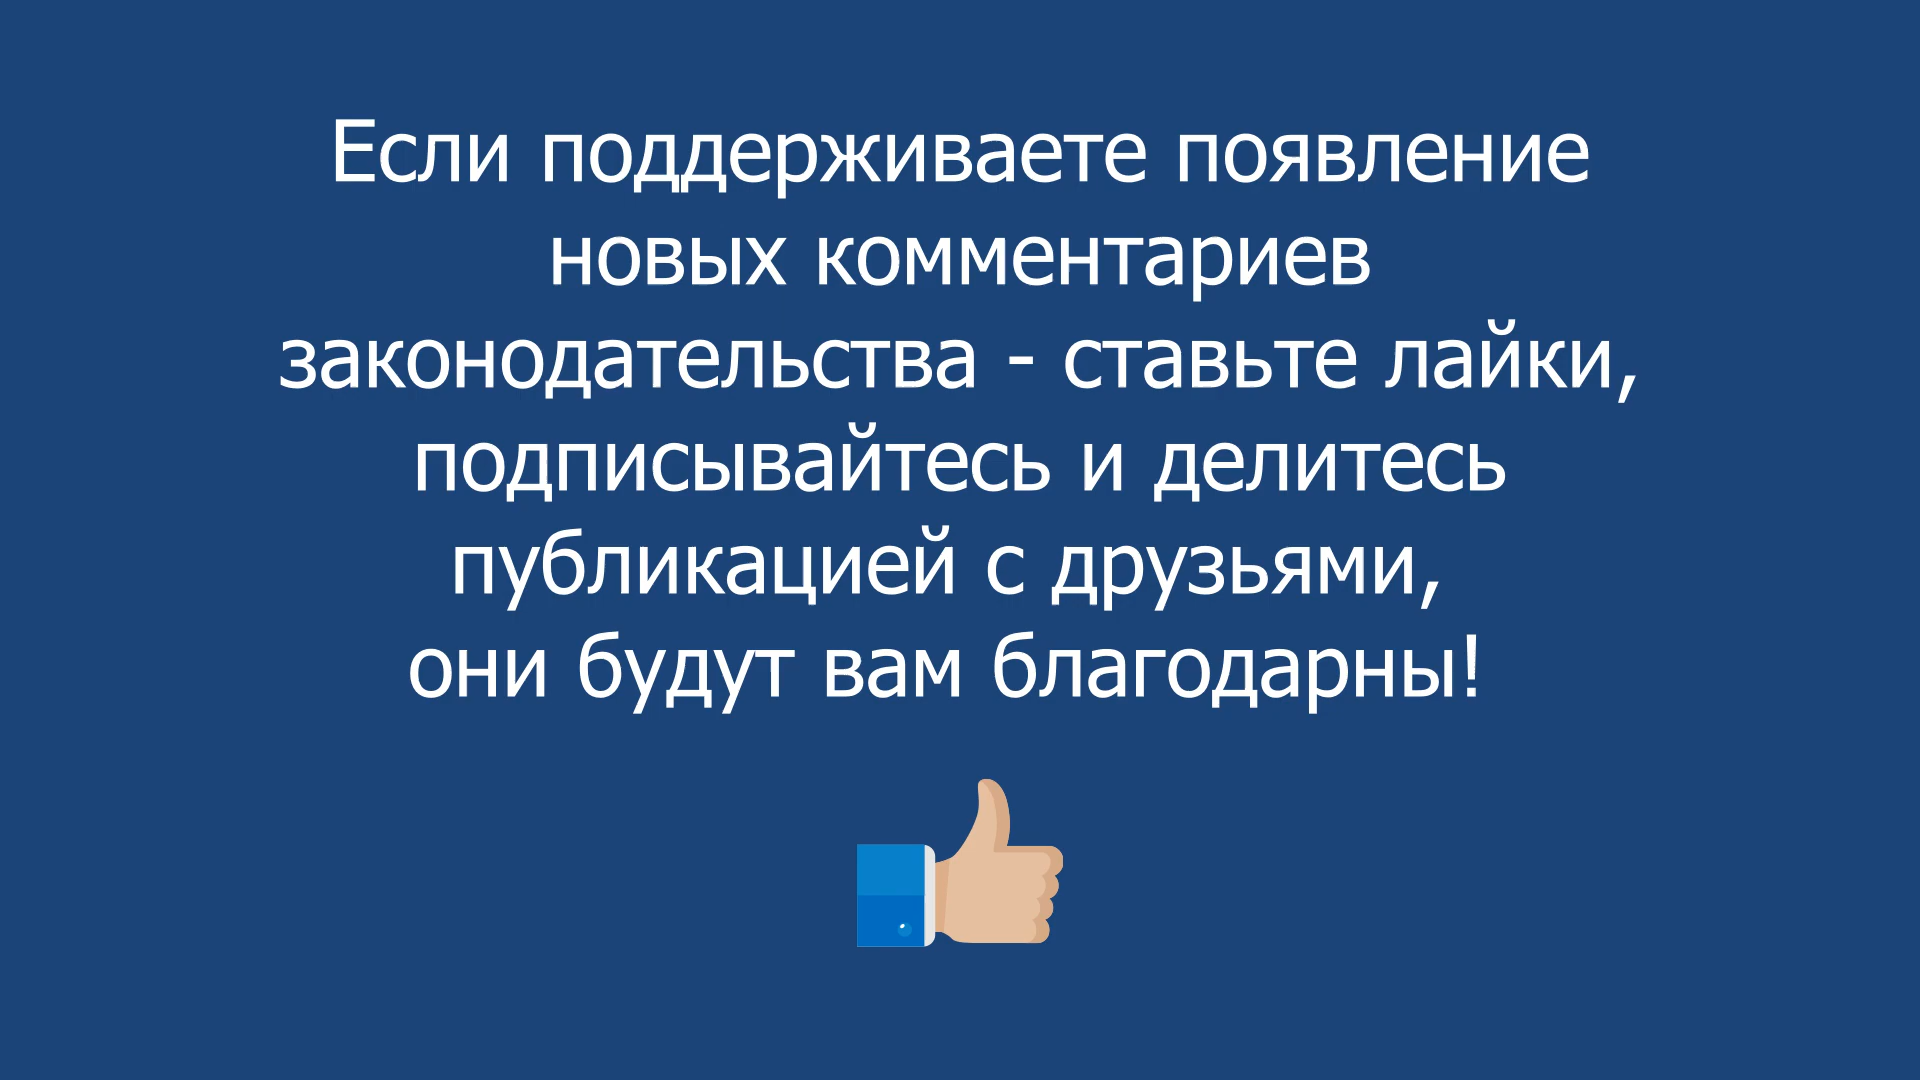 Если поддерживаете появление
новых комментариев
законодательства - ставьте лайки,
подписывайтесь и делитесь
публикацией с друзьями,
они будут вам благодарны!